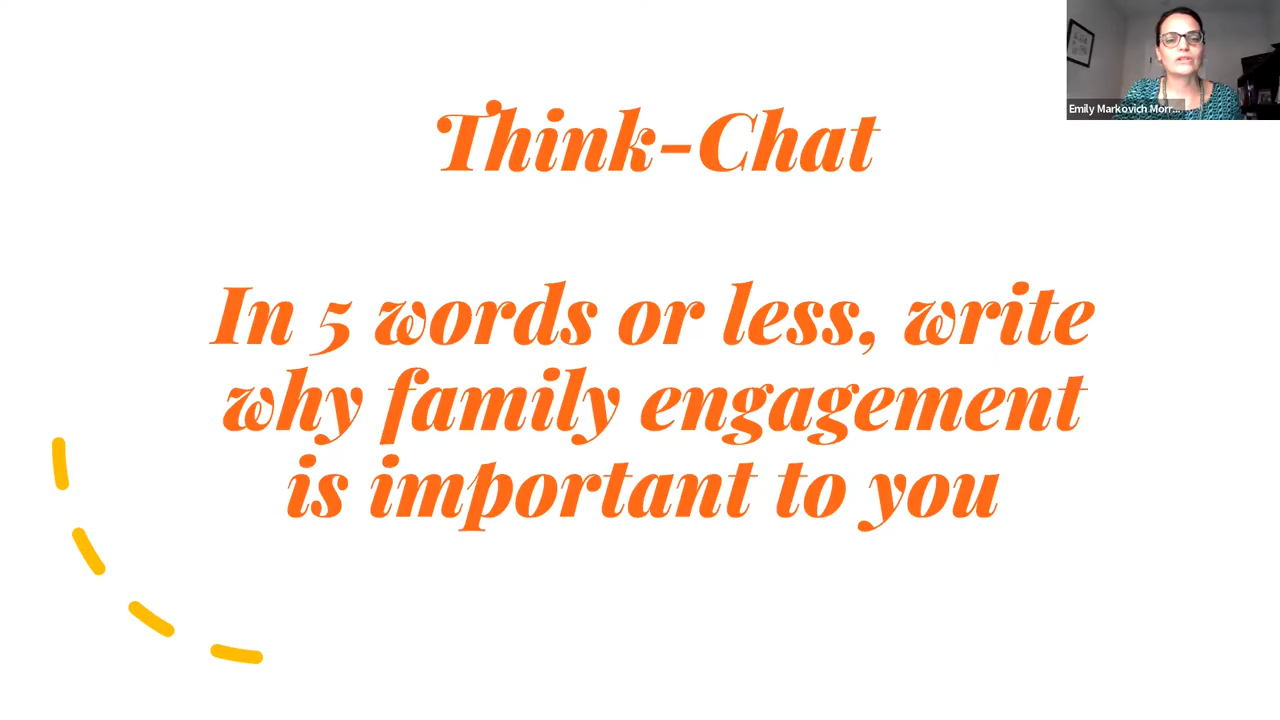 Emily Markovich Morr...
Think-Chat
In 5 words or less, write
why family engagement
is important to you